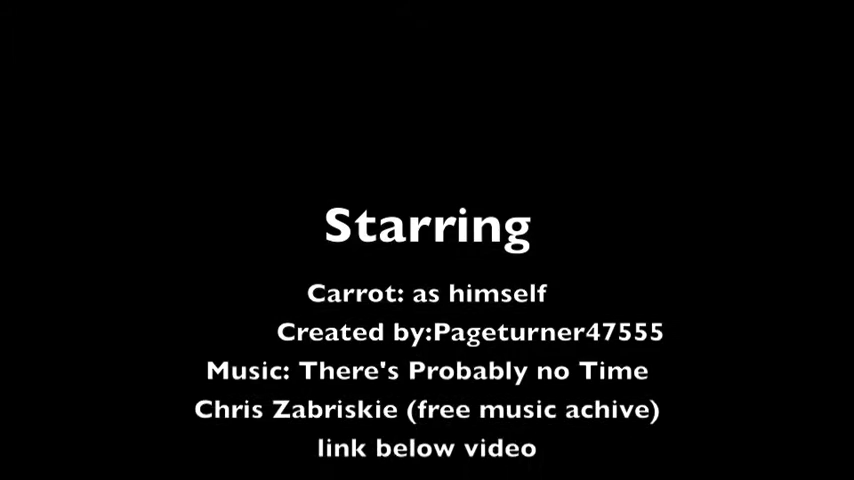 Starring
Carrot: as himself
Created by:Pageturner47555
Music: There's Probably no Time
Chris Zabriskie (free music achive)
link below video